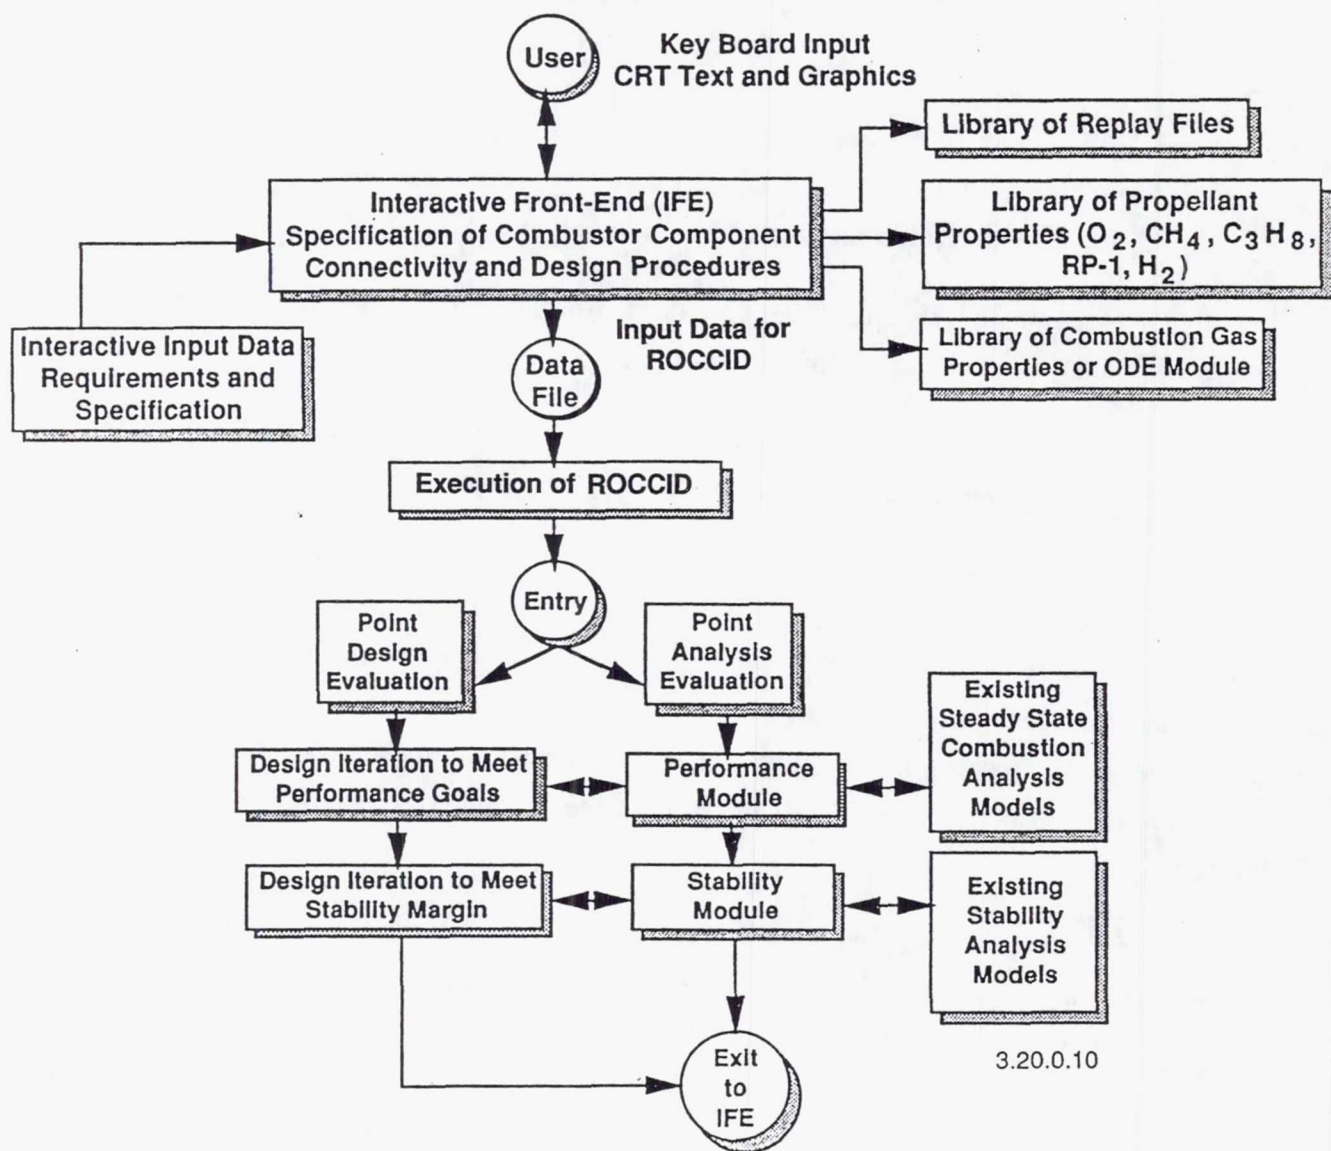 User
Key Board Input
CRT Text and Graphics
Library of Replay Files
Interactive Front-End (IFE)
Specification of Combustor Component
Connectivity and Design Procedures
Library of Propellant
Properties (O₂, CH₄, C₃H₈,
RP-1, H₂)
Interactive Input Data
Requirements and
Specification
Input Data for
ROCCID
Data
File
Library of Combustion Gas
Properties or ODE Module
Execution of ROCCID
Entry
Point
Design
Evaluation
Point
Analysis
Evaluation
Existing
Steady State
Combustion
Analysis
Models
Design Iteration to Meet
Performance Goals
Performance
Module
Design Iteration to Meet
Stability Margin
Stability
Module
Existing
Stability
Analysis
Models
Exit
to
IFE
3.20.0.10